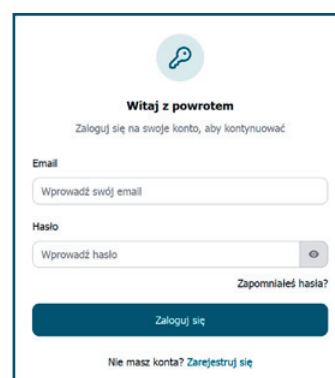 Witaj z powrotem
Zaloguj się na swoje konto, aby kontynuować
Email
Wprowadź swój email
Hasło
Wprowadź hasło
Zapomniałeś hasła?
Zaloguj się
Nie masz konta? Zarejestruj się